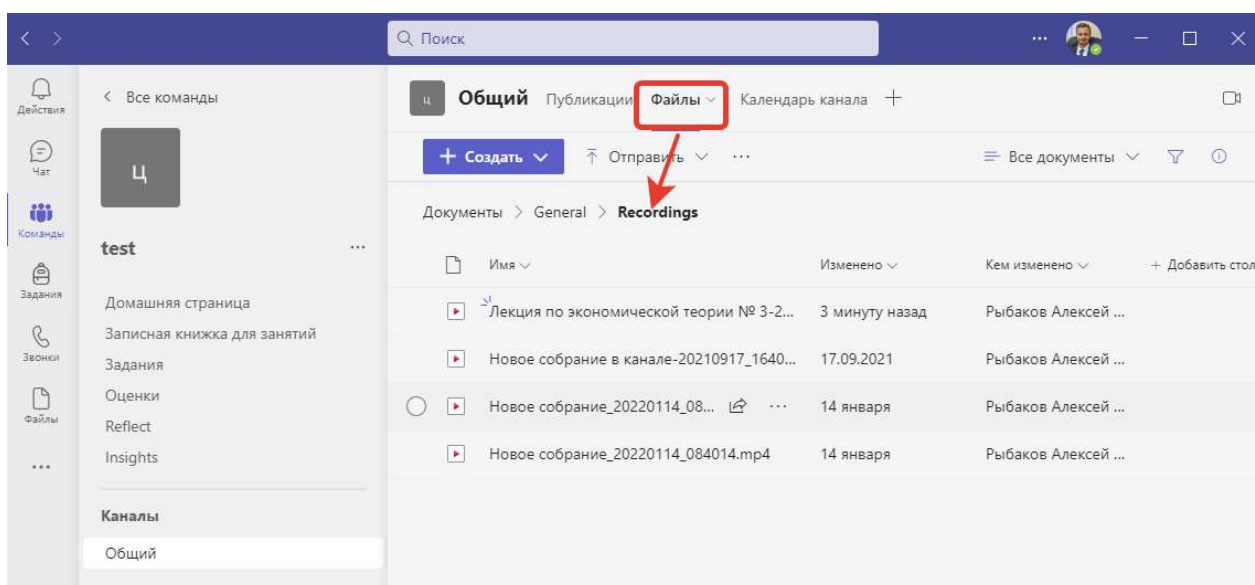 Поиск
Действия
Чат
Команды
Задания
Звонки
Файлы
Все команды
ц
test
Домашняя страница
Записная книжка для занятий
Задания
Оценки
Reflect
Insights
Каналы
Общий
ц Общий Публикации Файлы Календарь канала
+ Создать Отправить ... Все документы
Документы > General > Recordings
Имя Изменено Кем изменено + Добавить стол
Лекция по экономической теории № 3-2... 3 минуту назад Рыбаков Алексей ...
Новое собрание в канале-20210917_1640... 17.09.2021 Рыбаков Алексей ...
Новое собрание_20220114_08... ... 14 января Рыбаков Алексей ...
Новое собрание_20220114_084014.mp4 14 января Рыбаков Алексей ...